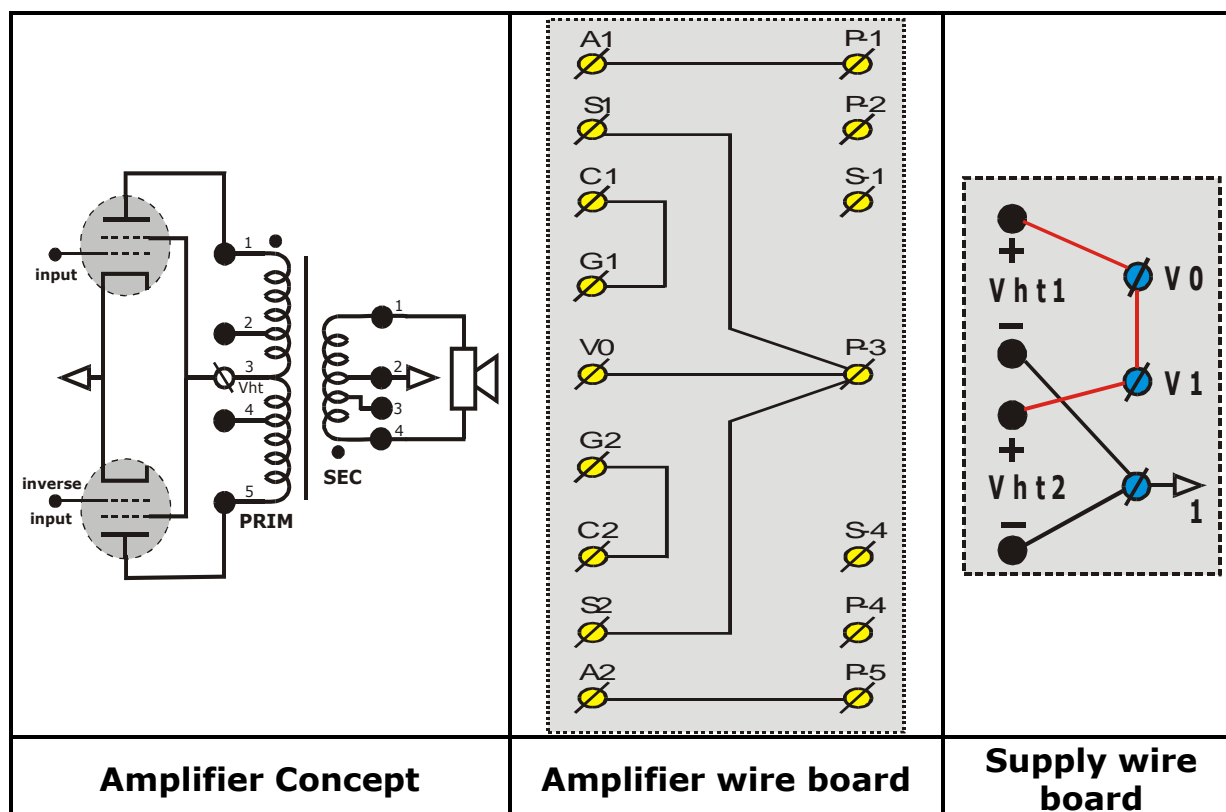 1
input
2
3
Vht
4
inverse
input
5
PRIM
1
2
3
4
SEC
Amplifier Concept
A1
P-1
S1
P-2
C1
S-1
G1
V0
P-3
G2
C2
S-4
S2
P-4
A2
P-5
Amplifier wire board
+
Vht1
V0
−
V1
+
Vht2
1
−
Supply wire
board